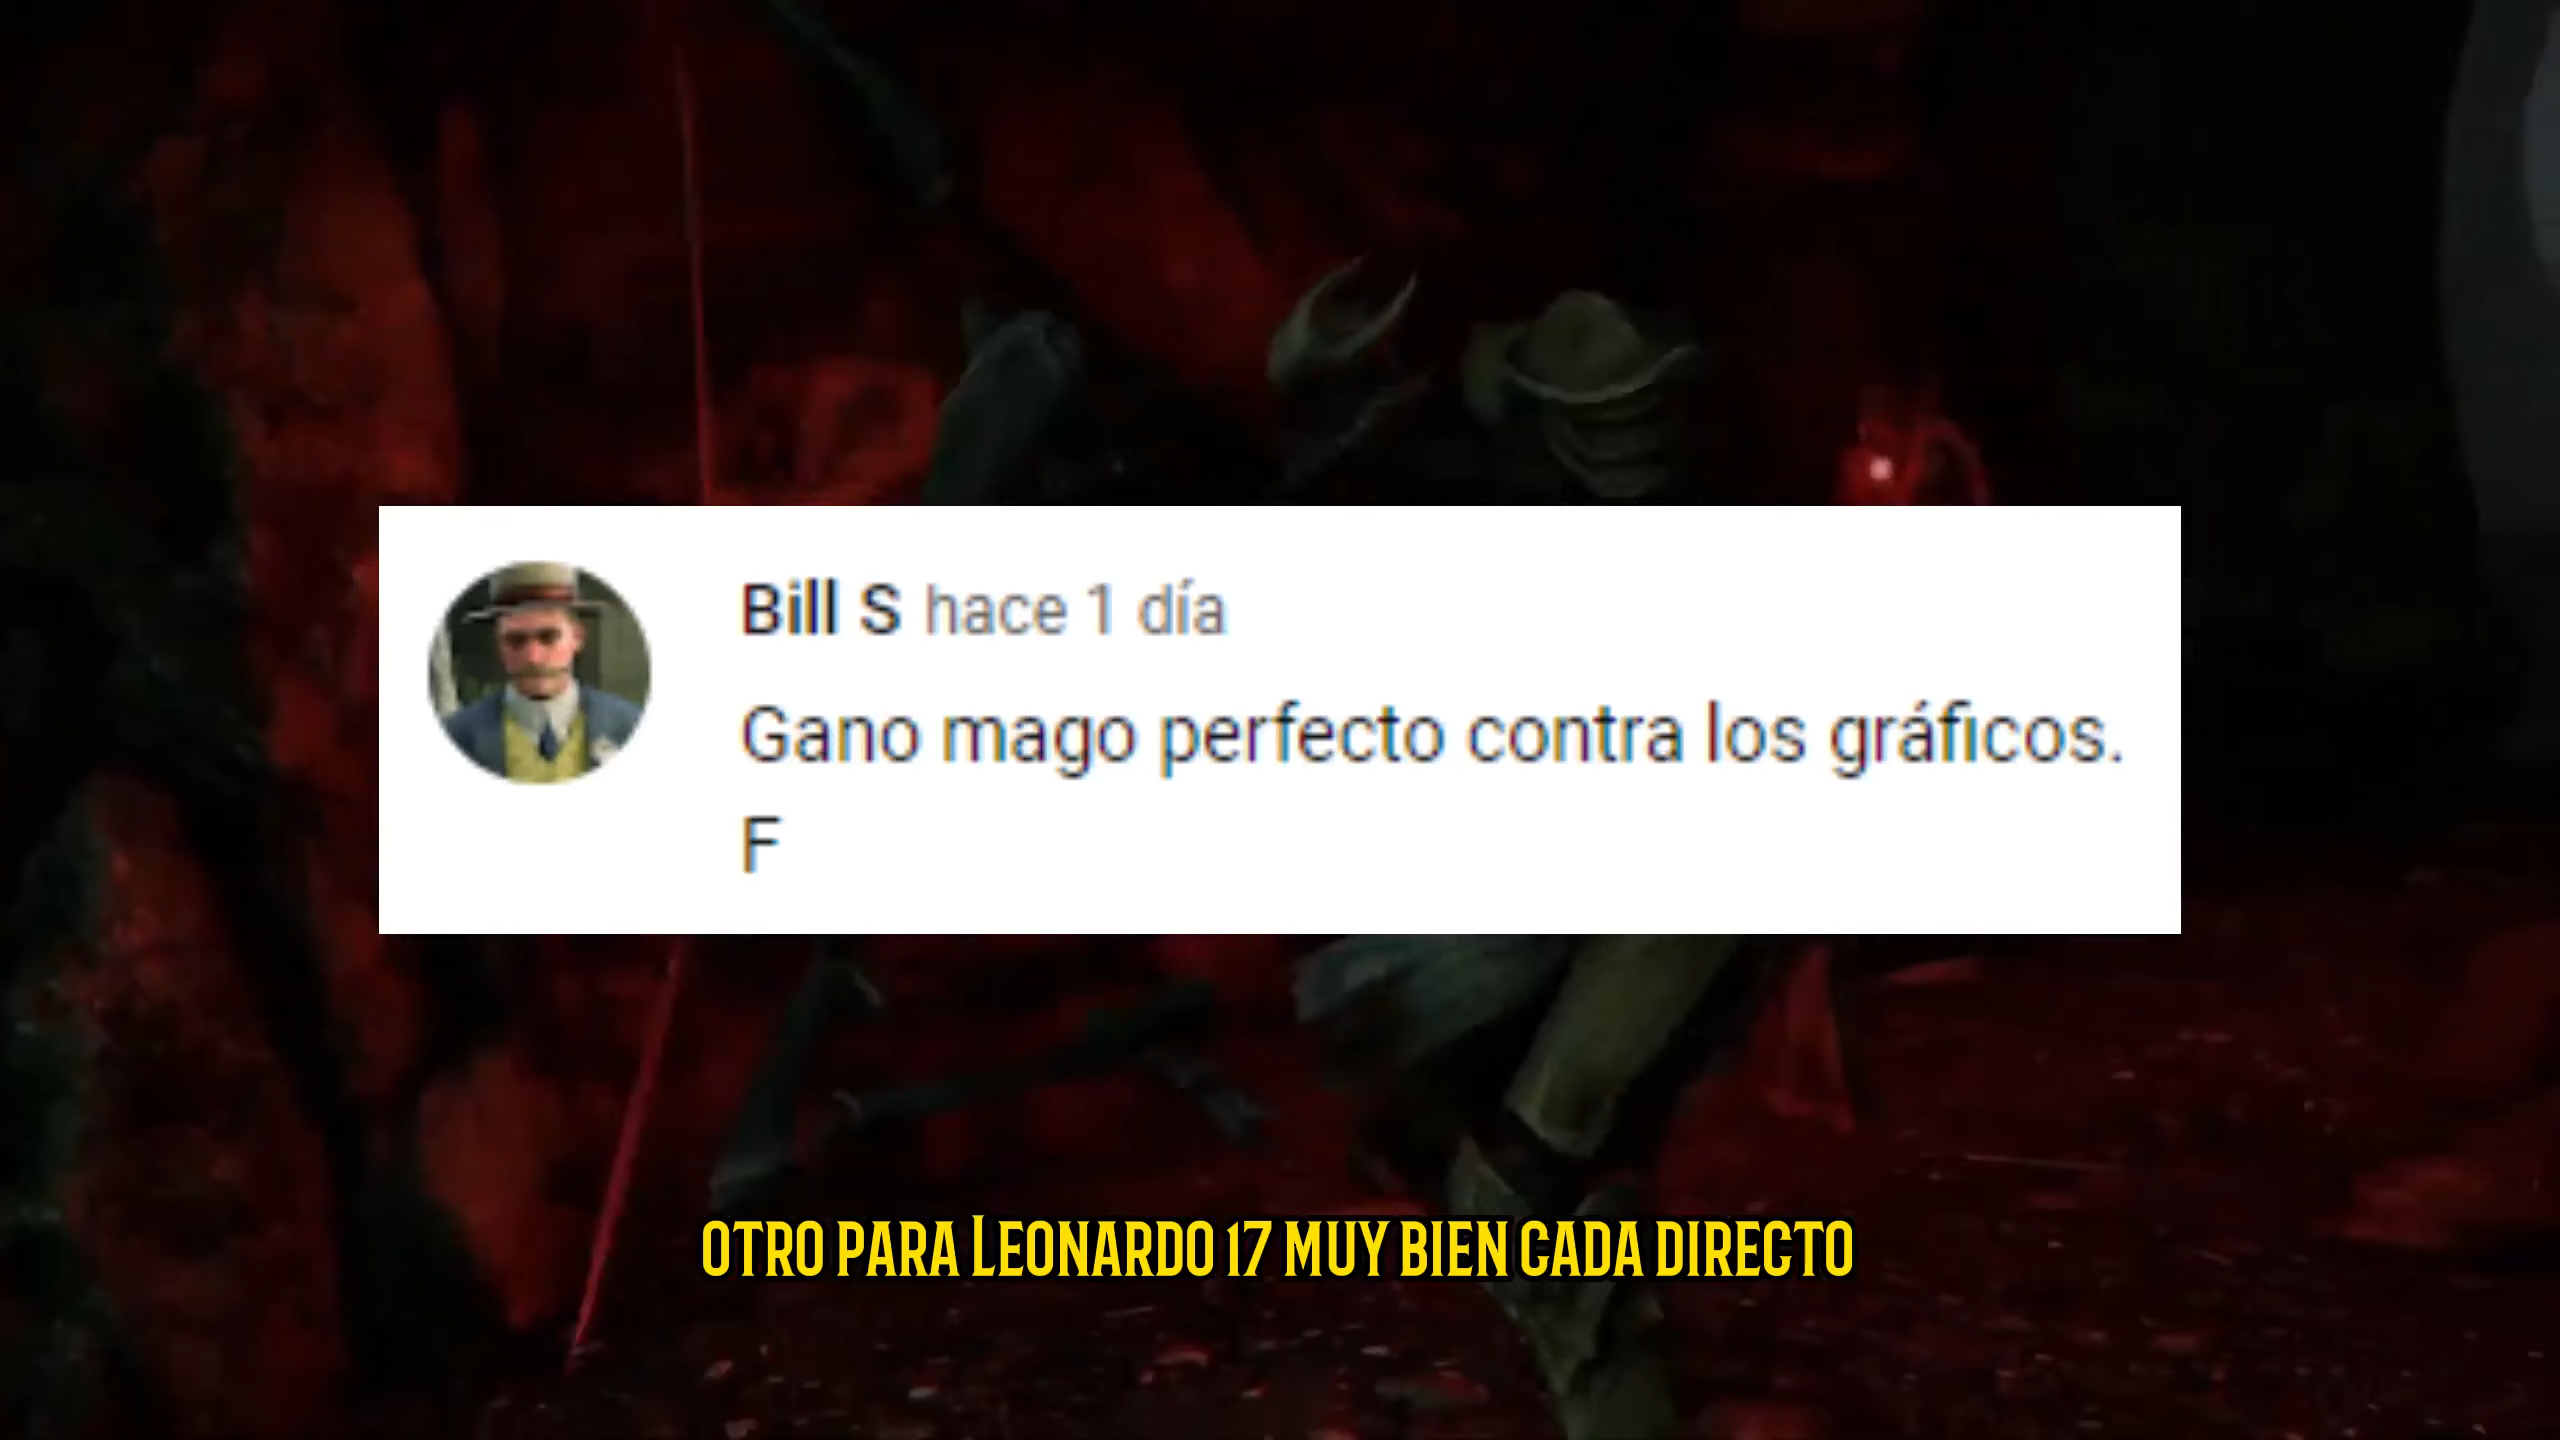 Bill S hace 1 día
Gano mago perfecto contra los gráficos.
F
OTRO PARA LEONARDO 17 MUY BIEN CADA DIRECTO